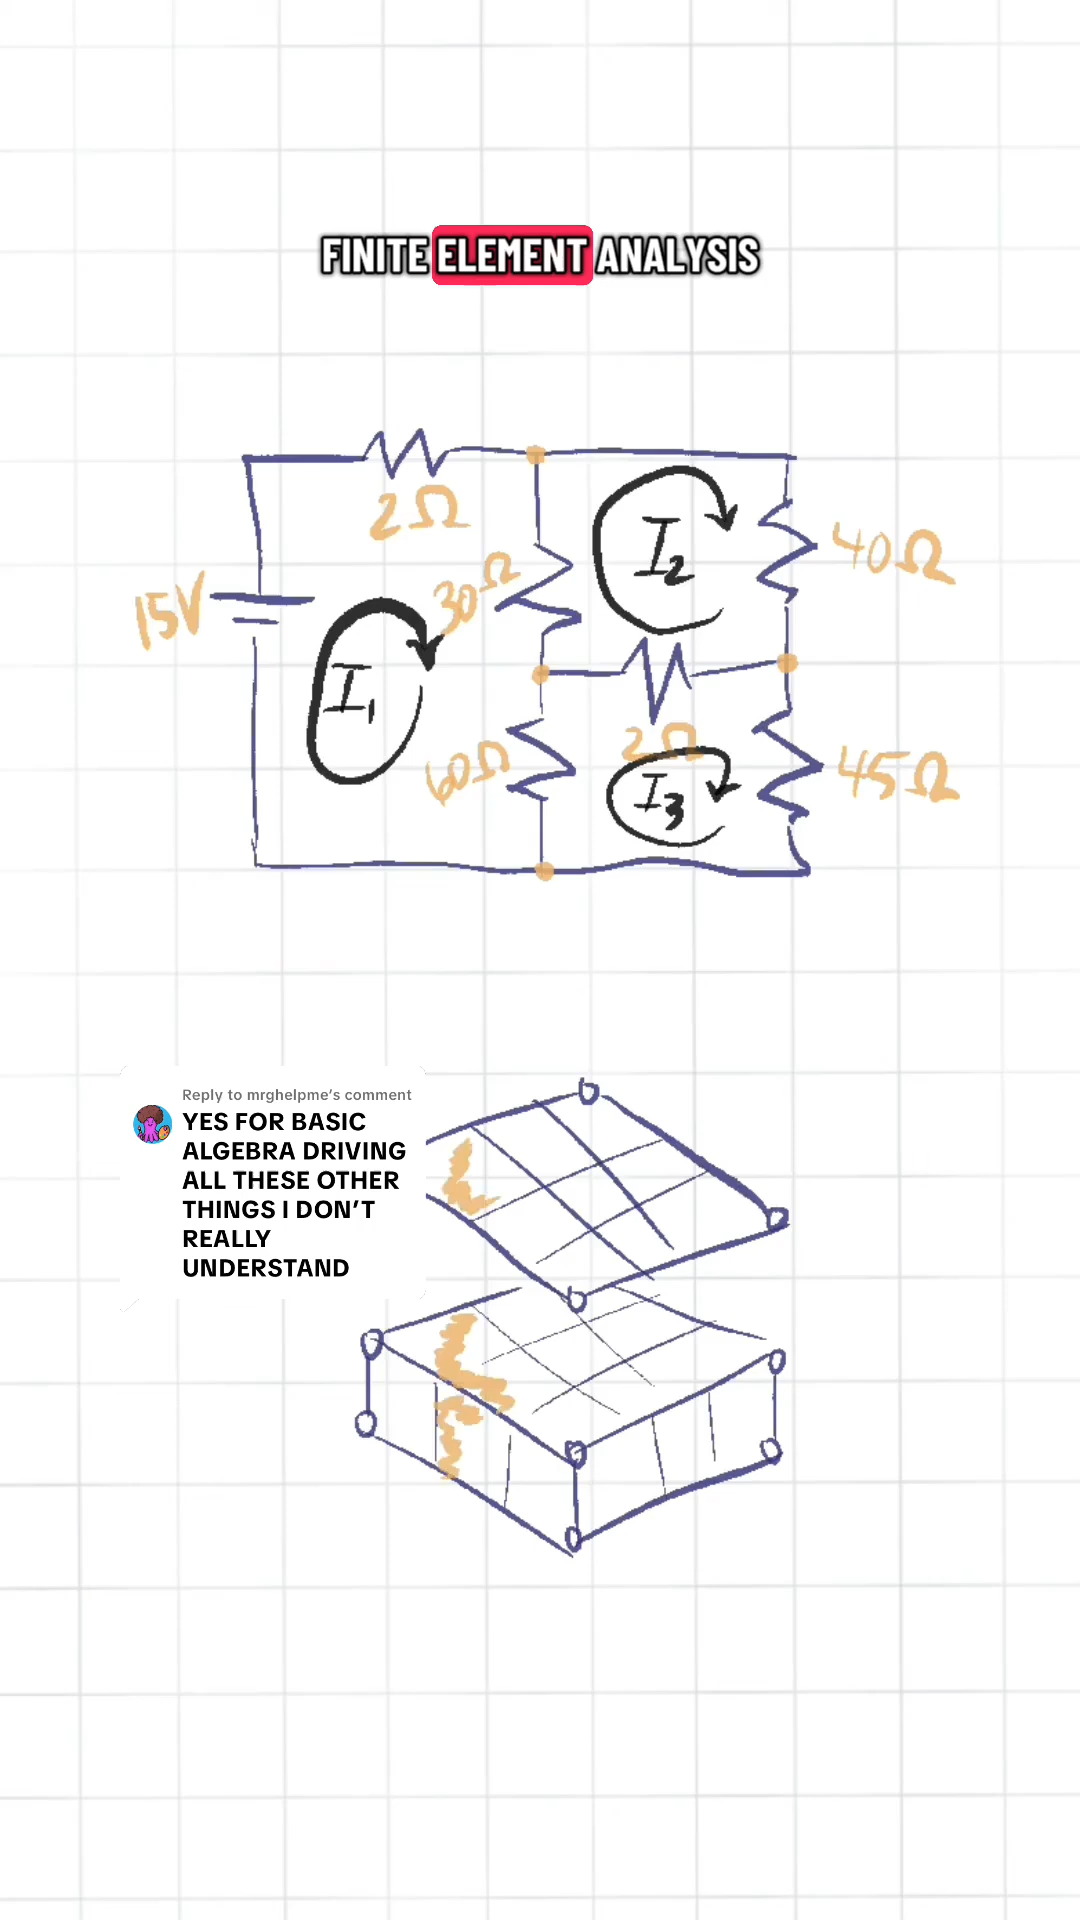 FINITE ELEMENT ANALYSIS
2Ω
15V
30Ω
I₂
40Ω
I₁
2Ω
60Ω
I₃
45Ω
Reply to mrghelpme's comment
YES FOR BASIC
ALGEBRA DRIVING
ALL THESE OTHER
THINGS I DON'T
REALLY
UNDERSTAND